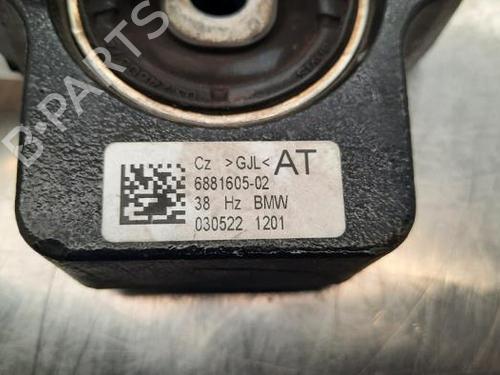 Cz >GJL< AT
6881605-02
38 Hz BMW
030522 1201
B-PARTS